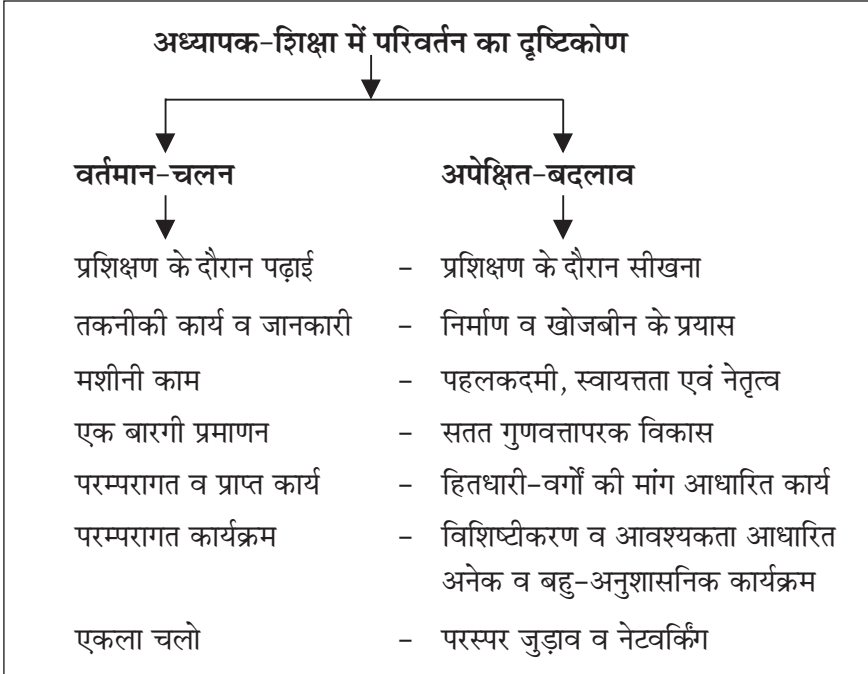 अध्यापक-शिक्षा में परिवर्तन का दृष्टिकोण
वर्तमान-चलन अपेक्षित-बदलाव
प्रशिक्षण के दौरान पढ़ाई – प्रशिक्षण के दौरान सीखना
तकनीकी कार्य व जानकारी – निर्माण व खोजबीन के प्रयास
मशीनी काम – पहलकदमी, स्वायत्तता एवं नेतृत्व
एक बारगी प्रमाणन – सतत गुणवत्तापरक विकास
परम्परागत व प्राप्त कार्य – हितधारी-वर्गों की मांग आधारित कार्य
परम्परागत कार्यक्रम – विशिष्टीकरण व आवश्यकता आधारित
अनेक व बहु-अनुशासनिक कार्यक्रम
एकला चलो – परस्पर जुड़ाव व नेटवर्किंग